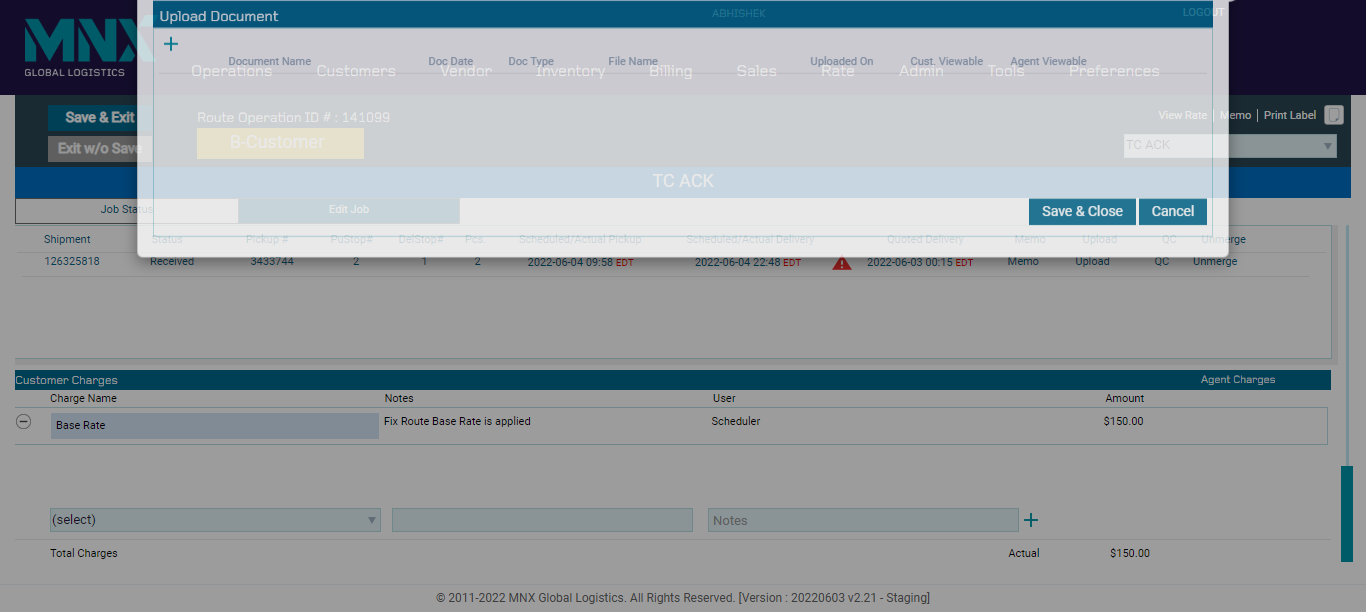 Upload Document
ABHISHEK
LOGOUT
MNX
GLOBAL LOGISTICS
Document Name Doc Date Doc Type File Name Uploaded On Cust. Viewable Agent Viewable
Operations Customers Vendor Inventory Billing Sales Rate Admin Tools Preferences
Save & Exit
Exit w/o Save
Route Operation ID # : 141099
B-Customer
View Rate | Memo | Print Label
TC ACK
TC ACK
Job Status Edit Job
Save & Close Cancel
Shipment Status Pickup # PuStop# DelStop# Pcs. Scheduled/Actual Pickup Scheduled/Actual Delivery Quoted Delivery Memo Upload QC Unmerge
126325818 Received 3433744 2 1 2 2022-06-04 09:58 EDT 2022-06-04 22:48 EDT 2022-06-03 00:15 EDT Memo Upload QC Unmerge
Customer Charges Agent Charges
Charge Name Notes User Amount
Base Rate Fix Route Base Rate is applied Scheduler $150.00
(select) Notes
Total Charges Actual $150.00
© 2011-2022 MNX Global Logistics. All Rights Reserved. [Version : 20220603 v2.21 - Staging]